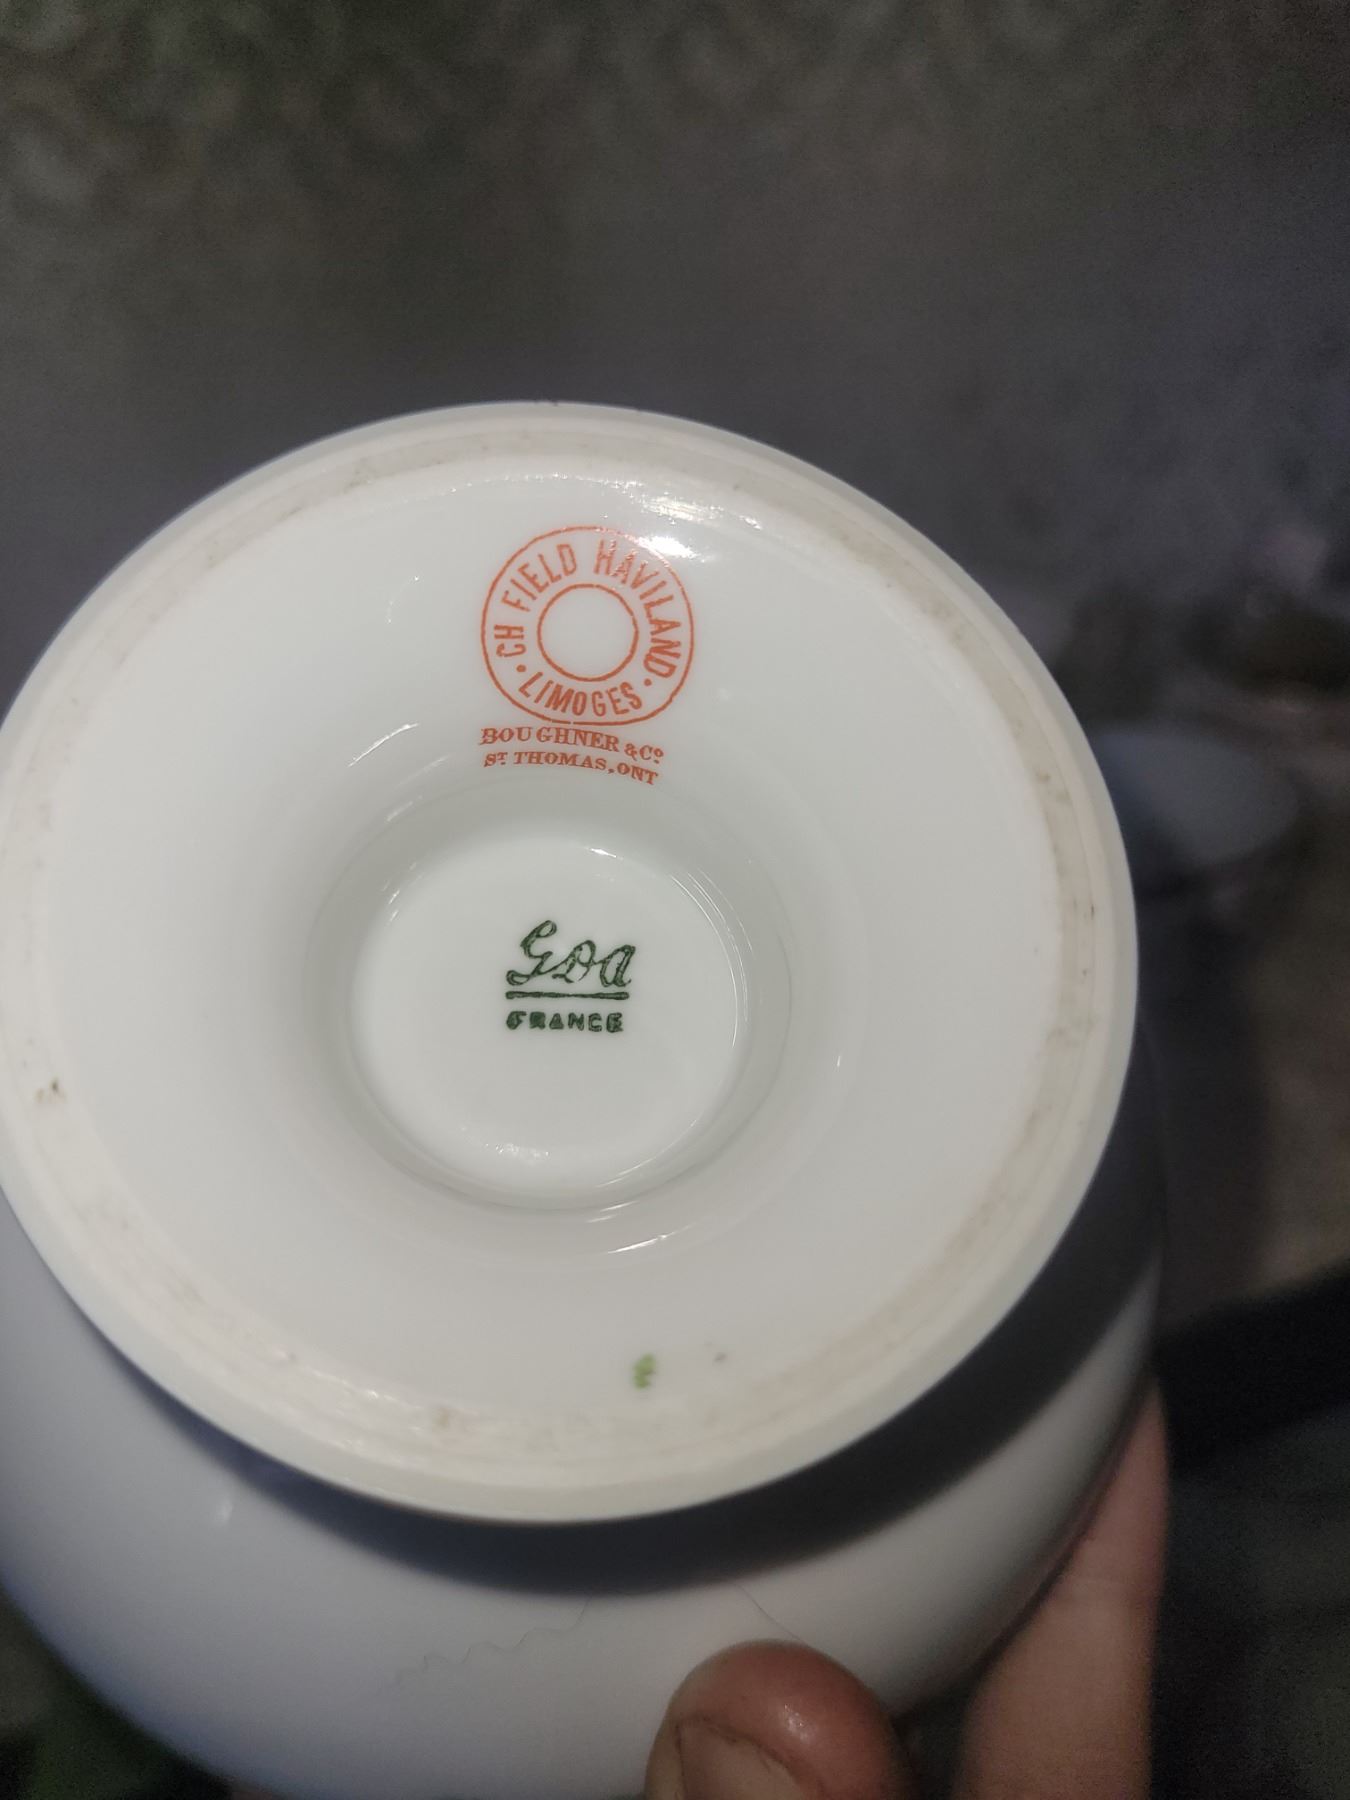 CH FIELD HAVILAND
· LIMOGES ·
BOUGHNER & Co
ST THOMAS, ONT
GDA
FRANCE